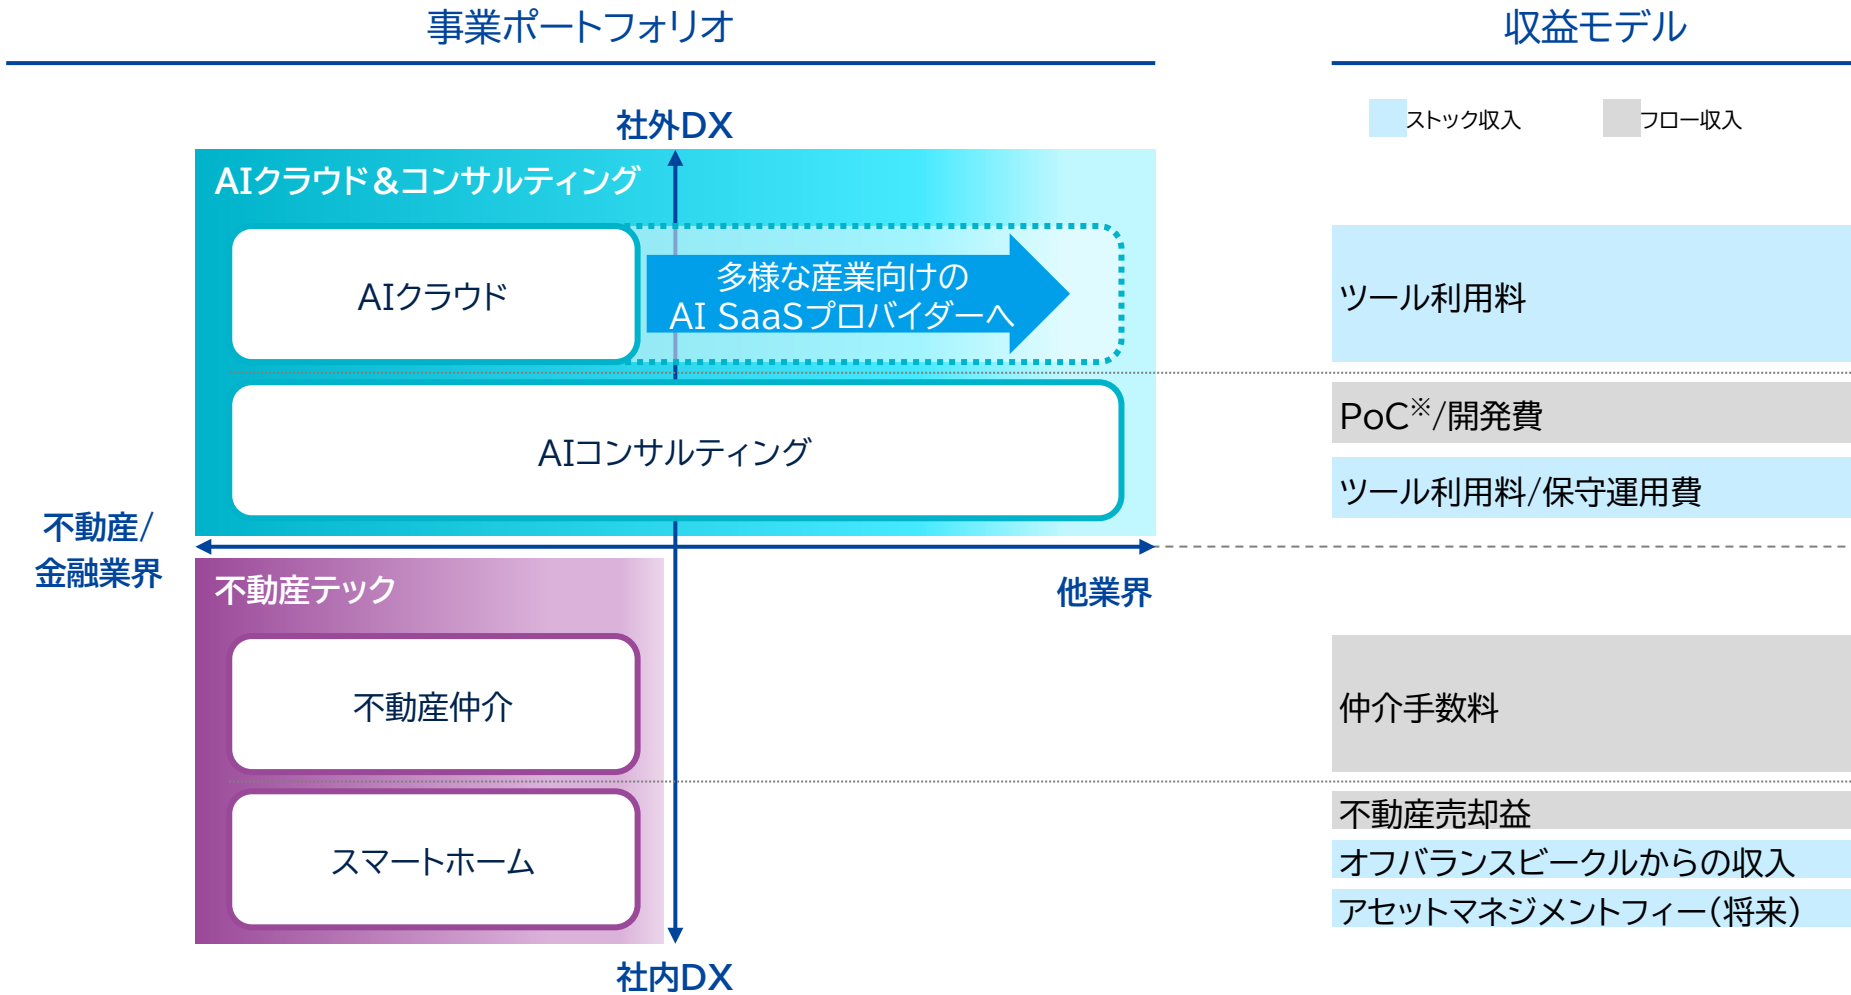 事業ポートフォリオ
収益モデル
ストック収入
フロー収入
社外DX
AIクラウド&コンサルティング
AIクラウド
多様な産業向けの
AI SaaSプロバイダーへ
ツール利用料
AIコンサルティング
PoC※/開発費
ツール利用料/保守運用費
不動産/
金融業界
他業界
不動産テック
不動産仲介
仲介手数料
スマートホーム
不動産売却益
オフバランスビークルからの収入
アセットマネジメントフィー(将来)
社内DX